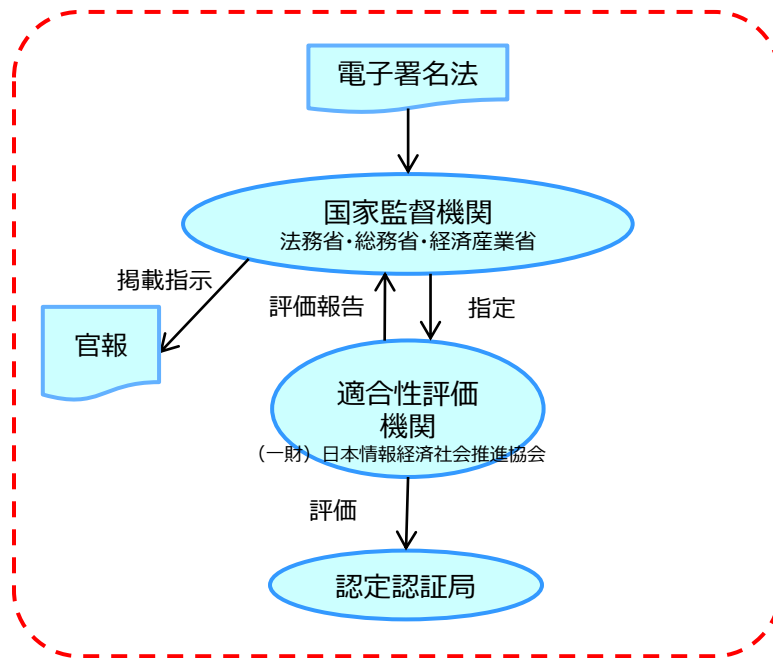 電子署名法
国家監督機関
法務省・総務省・経済産業省
掲載指示
評価報告
指定
官報
適合性評価
機関
（一財）日本情報経済社会推進協会
評価
認定認証局